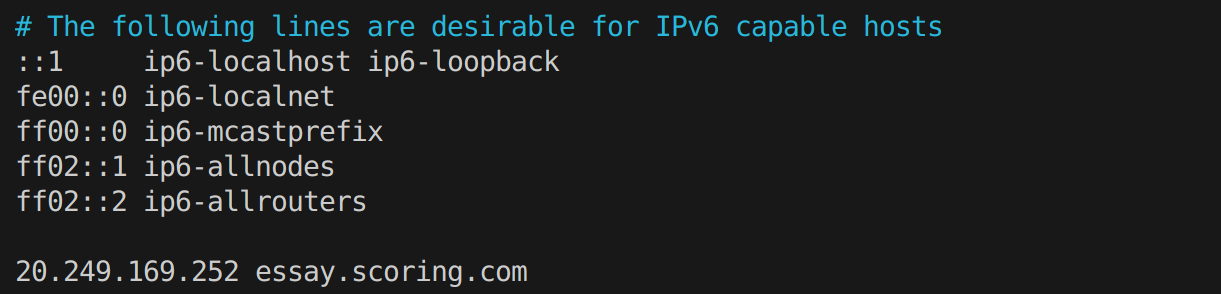 # The following lines are desirable for IPv6 capable hosts
::1     ip6-localhost ip6-loopback
fe00::0 ip6-localnet
ff00::0 ip6-mcastprefix
ff02::1 ip6-allnodes
ff02::2 ip6-allrouters

20.249.169.252 essay.scoring.com